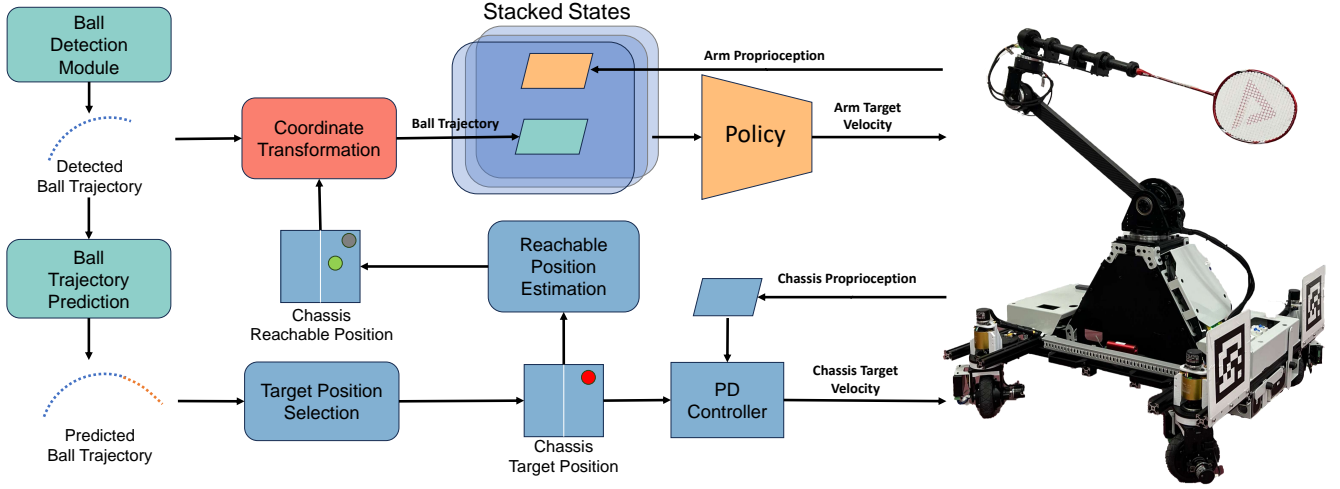 Ball
Detection
Module
Detected
Ball Trajectory
Ball
Trajectory
Prediction
Predicted
Ball Trajectory
Coordinate
Transformation
Ball Trajectory
Stacked States
Arm Proprioception
Policy
Arm Target
Velocity
Chassis
Reachable Position
Reachable
Position
Estimation
Chassis Proprioception
Target Position
Selection
Chassis
Target Position
PD
Controller
Chassis Target
Velocity